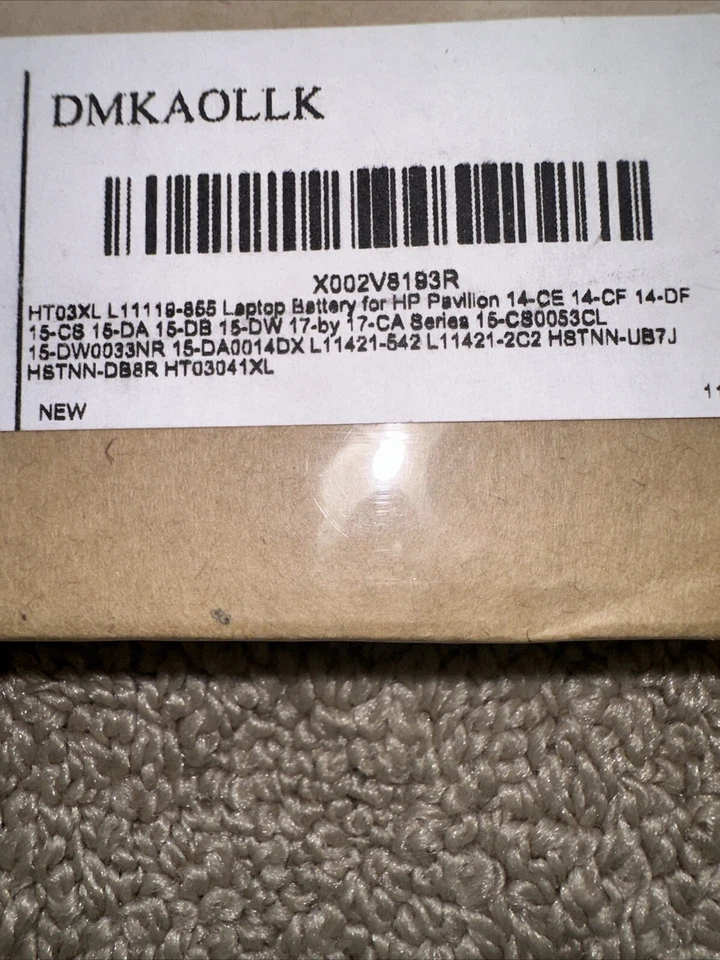 DMKAOLLK
X002V8193R
HT03XL L11119-855 Laptop Battery for HP Pavilion 14-CE 14-CF 14-DF
15-CS 15-DA 15-DB 15-DW 17-by 17-CA Series 15-CS0053CL
15-DW0033NR 15-DA0014DX L11421-542 L11421-2C2 HSTNN-UB7J
HSTNN-DB8R HT03041XL
NEW
11